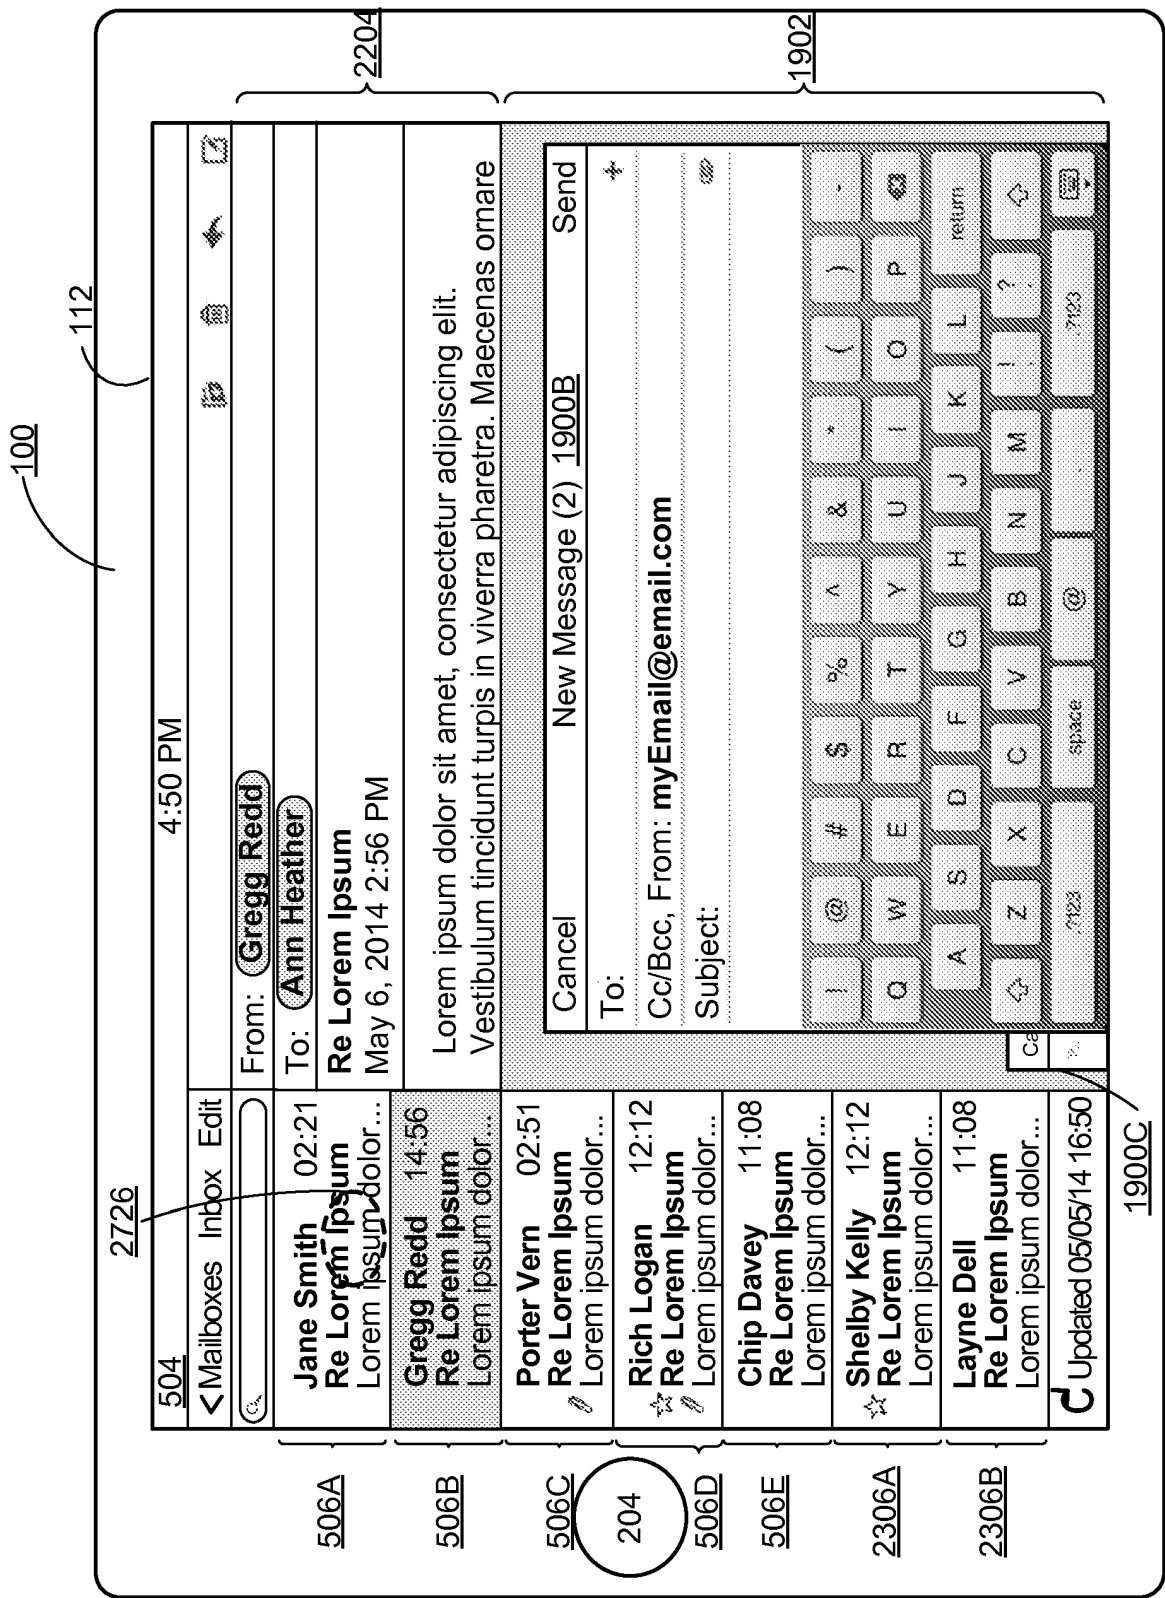 100
112
504
4:50 PM
<Mailboxes Inbox Edit
From: Gregg Redd
To: Ann Heather
Re Lorem Ipsum
May 6, 2014 2:56 PM
Lorem ipsum dolor sit amet, consectetur adipiscing elit.
Vestibulum tincidunt turpis in viverra pharetra. Maecenas ornare
2204
1902
2726
506A
Jane Smith 02:21
Re Lorem Ipsum
Lorem ipsum dolor...
506B
Gregg Redd 14:56
Re Lorem Ipsum
Lorem ipsum dolor...
506C
Porter Vern 02:51
Re Lorem Ipsum
Lorem ipsum dolor...
204
506D
Rich Logan 12:12
Re Lorem Ipsum
Lorem ipsum dolor...
506E
Chip Davey 11:08
Re Lorem Ipsum
Lorem ipsum dolor...
2306A
Shelby Kelly 12:12
Re Lorem Ipsum
Lorem ipsum dolor...
2306B
Layne Dell 11:08
Re Lorem Ipsum
Lorem ipsum dolor...
Updated 05/05/14 16:50
1900C
Ca
Cancel New Message (2) 1900B Send
To: +
Cc/Bcc, From: myEmail@email.com
Subject:
! @ # $ % ^ & * ( ) -
Q W E R T Y U I O P
A S D F G H J K L return
Z X C V B N M ! ?
.?123 space @ . .?123